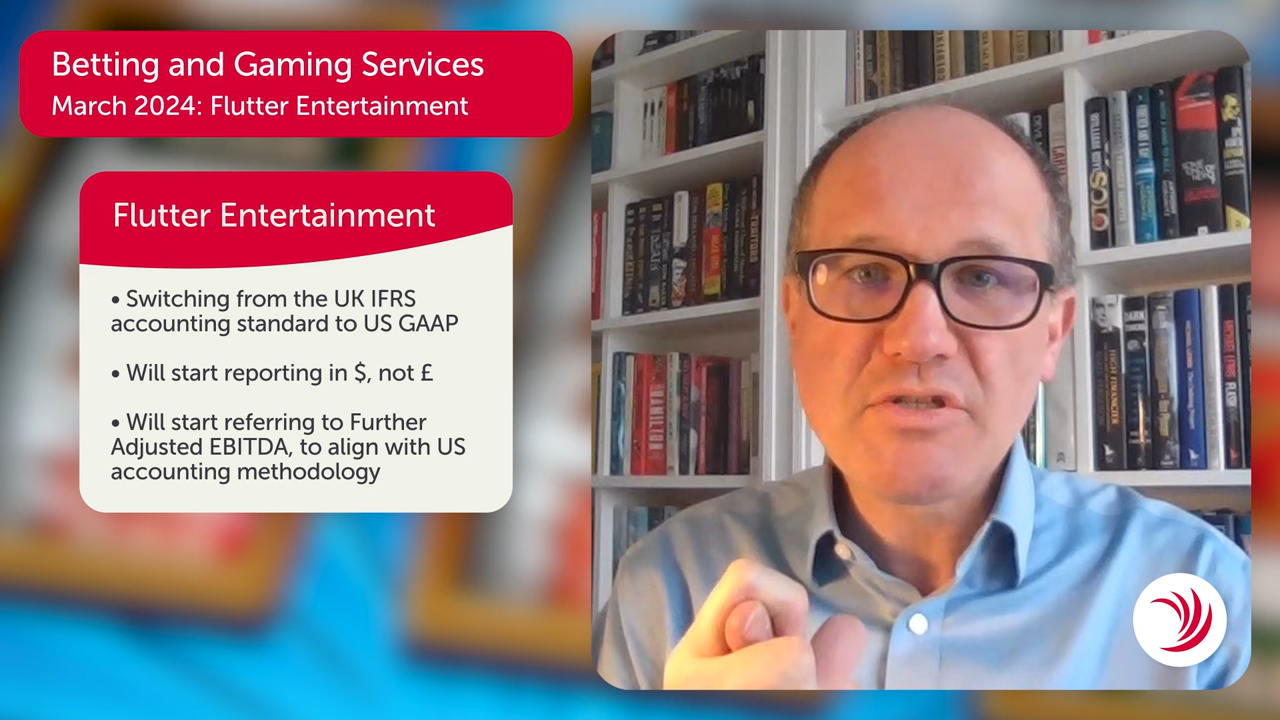 Betting and Gaming Services
March 2024: Flutter Entertainment
Flutter Entertainment
• Switching from the UK IFRS
accounting standard to US GAAP
• Will start reporting in $, not £
• Will start referring to Further
Adjusted EBITDA, to align with US
accounting methodology
SOLO
HAMILTON